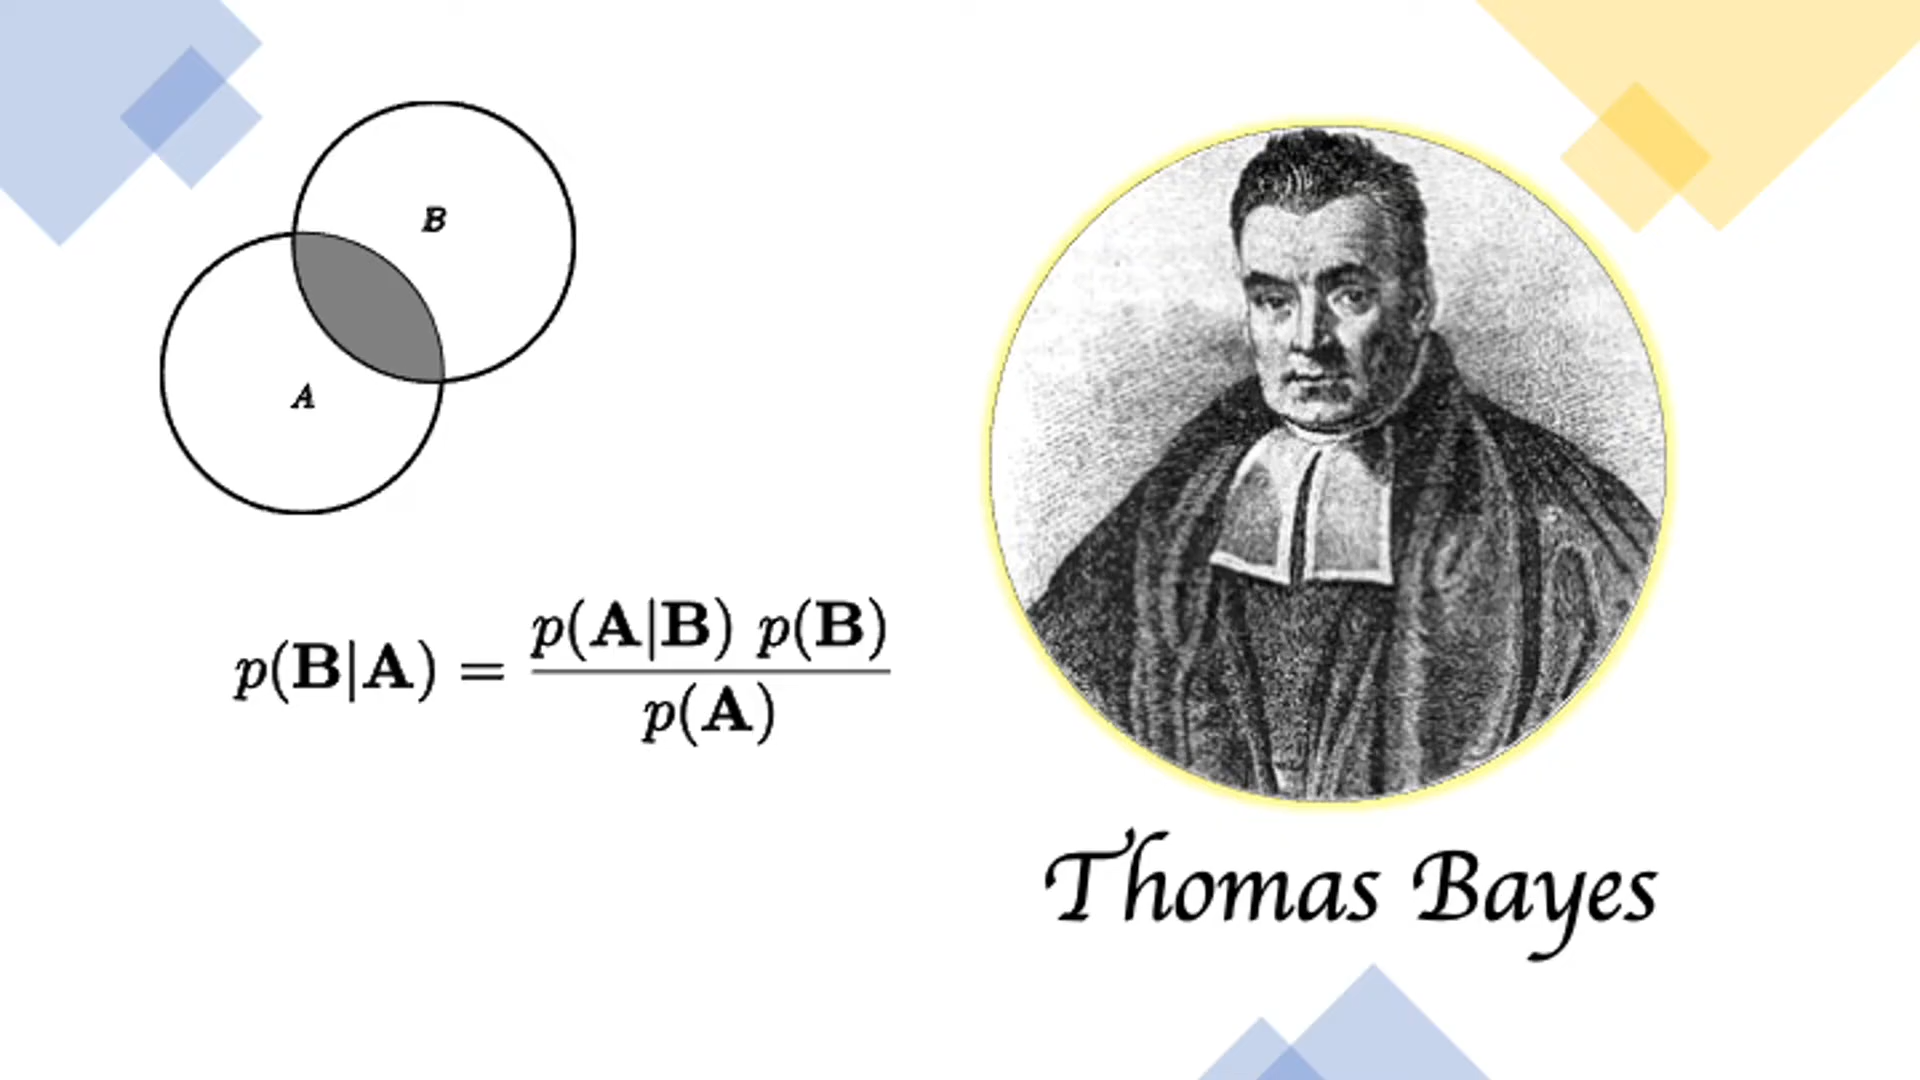 B
A
p(B|A) = p(A|B) p(B) / p(A)
Thomas Bayes